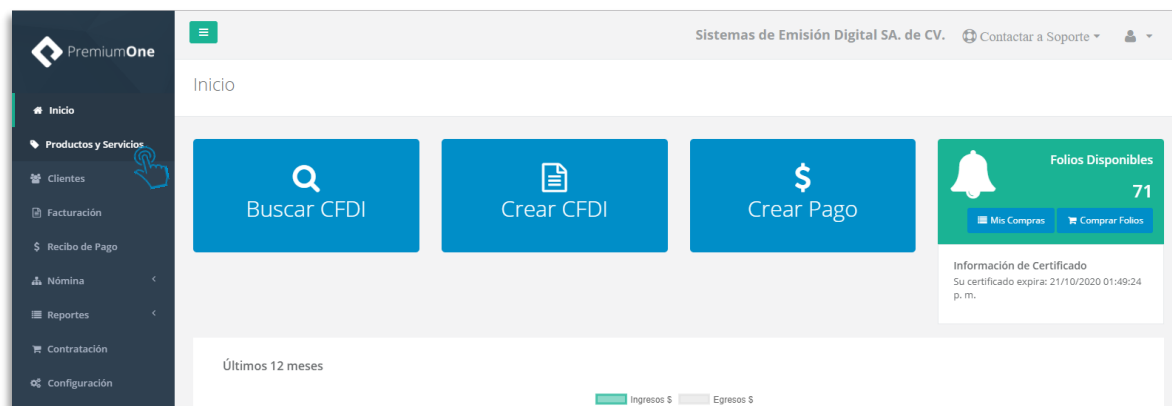 PremiumOne
Inicio
Productos y Servicios
Clientes
Facturación
$ Recibo de Pago
Nómina
Reportes
Contratación
Configuración
Sistemas de Emisión Digital SA. de CV. Contactar a Soporte
Inicio
Buscar CFDI
Crear CFDI
$
Crear Pago
Folios Disponibles
71
Mis Compras Comprar Folios
Información de Certificado
Su certificado expira: 21/10/2020 01:49:24
p. m.
Últimos 12 meses
Ingresos $ Egresos $